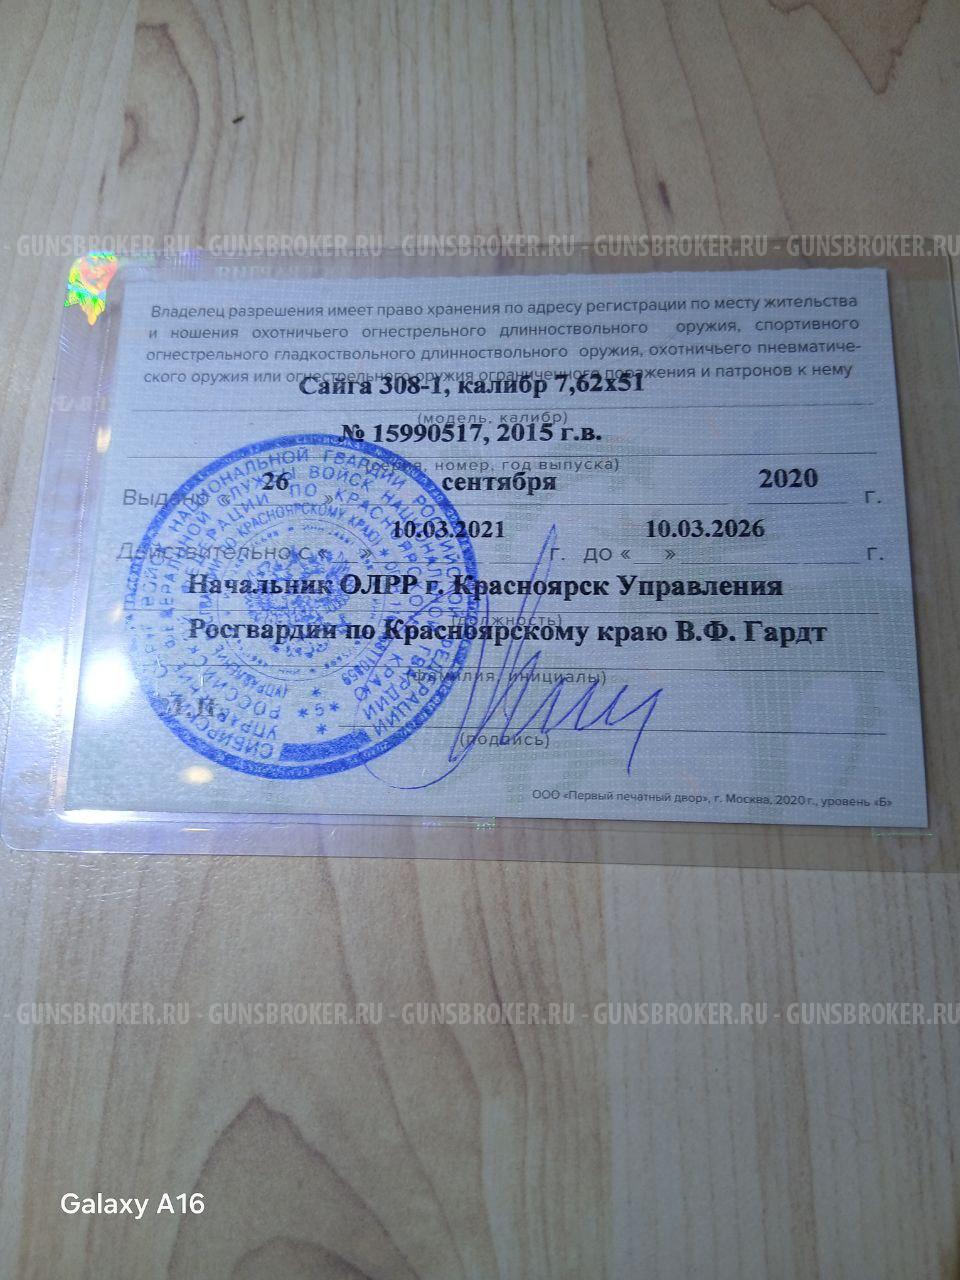 - GUNSBROKER.RU - GUNSBROKER.RU - GUNSBROKER.RU - GUNSBROKER.RU - GUNSBROKER.RU
Владелец разрешения имеет право хранения по адресу регистрации по месту жительства
и ношения охотничьего огнестрельного длинноствольного оружия, спортивного
огнестрельного гладкоствольного длинноствольного оружия, охотничьего пневматиче-
ского оружия или огнестрельного оружия ограниченного поражения и патронов к нему
Сайга 308-1, калибр 7,62х51
(модель, калибр)
№ 15990517, 2015 г.в.
(серия, номер, год выпуска)
Выдано « 26 » сентября 2020 г.
10.03.2021 10.03.2026
Действительно с « » г. до « » г.
Начальник ОЛРР г. Красноярск Управления
(должность)
Росгвардии по Красноярскому краю В.Ф. Гардт
(фамилия, инициалы)
М.П.
* 5 *
(подпись)
ООО «Первый печатный двор», г. Москва, 2020 г., уровень «Б»
- GUNSBROKER.RU - GUNSBROKER.RU - GUNSBROKER.RU - GUNSBROKER.RU - GUNSBROKER.RU
Galaxy A16